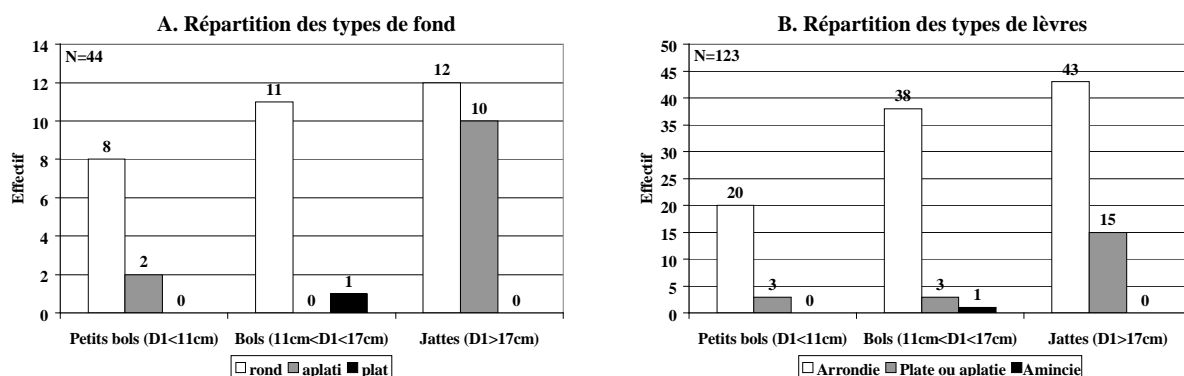 A. Répartition des types de fond
N=44
Effectif
14
12
10
8
6
4
2
0
8
2
0
11
0
1
12
10
0
Petits bols (D1<11cm)
Bols (11cm<D1<17cm)
Jattes (D1>17cm)
rond
aplati
plat
B. Répartition des types de lèvres
N=123
Effectif
50
45
40
35
30
25
20
15
10
5
0
20
3
0
38
3
1
43
15
0
Petits bols (D1<11cm)
Bols (11cm<D1<17cm)
Jattes (D1>17cm)
Arrondie
Plate ou aplatie
Amincie